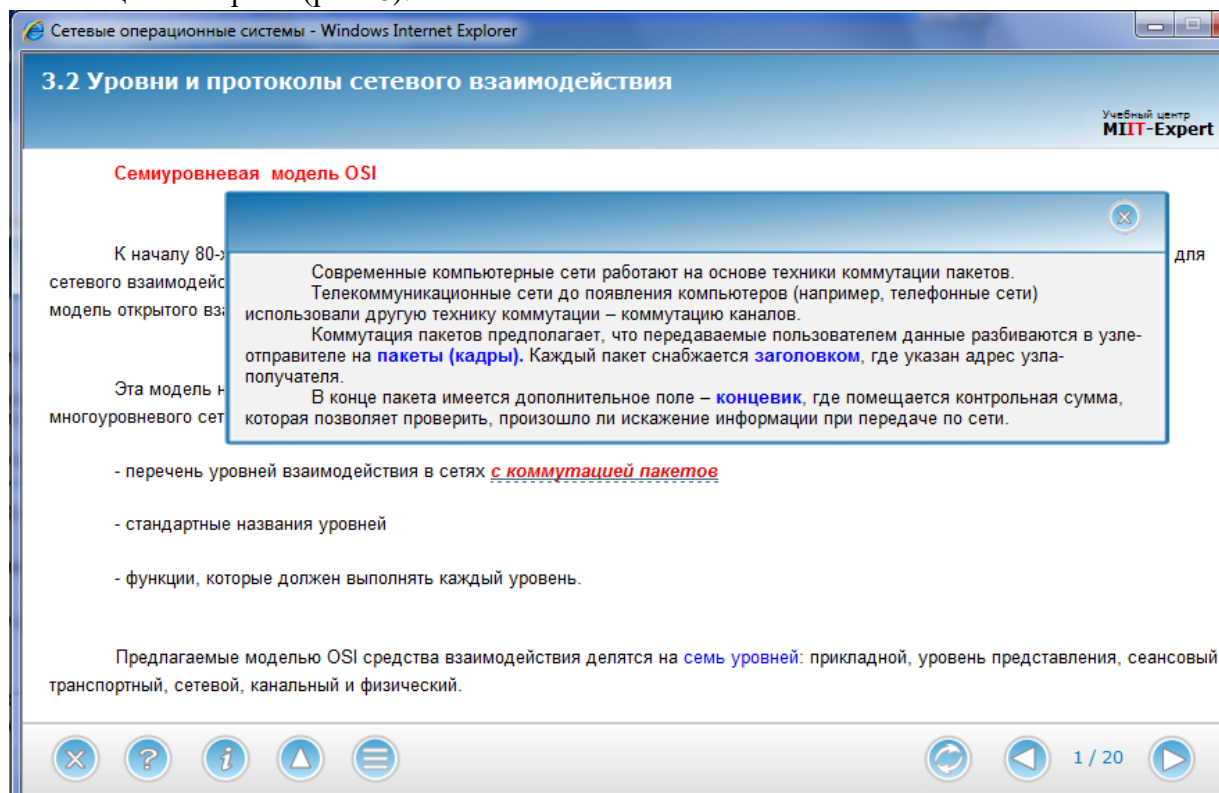 Сетевые операционные системы - Windows Internet Explorer
3.2 Уровни и протоколы сетевого взаимодействия
Учебный центр
MIIT-Expert
Семиуровневая модель OSI
К началу 80-х для
сетевого взаимодейс
модель открытого вза
Эта модель н
многоуровневого сет
Современные компьютерные сети работают на основе техники коммутации пакетов.
Телекоммуникационные сети до появления компьютеров (например, телефонные сети)
использовали другую технику коммутации – коммутацию каналов.
Коммутация пакетов предполагает, что передаваемые пользователем данные разбиваются в узле-
отправителе на пакеты (кадры). Каждый пакет снабжается заголовком, где указан адрес узла-
получателя.
В конце пакета имеется дополнительное поле – концевик, где помещается контрольная сумма,
которая позволяет проверить, произошло ли искажение информации при передаче по сети.
- перечень уровней взаимодействия в сетях с коммутацией пакетов
- стандартные названия уровней
- функции, которые должен выполнять каждый уровень.
Предлагаемые моделью OSI средства взаимодействия делятся на семь уровней: прикладной, уровень представления, сеансовый
транспортный, сетевой, канальный и физический.
1 / 20